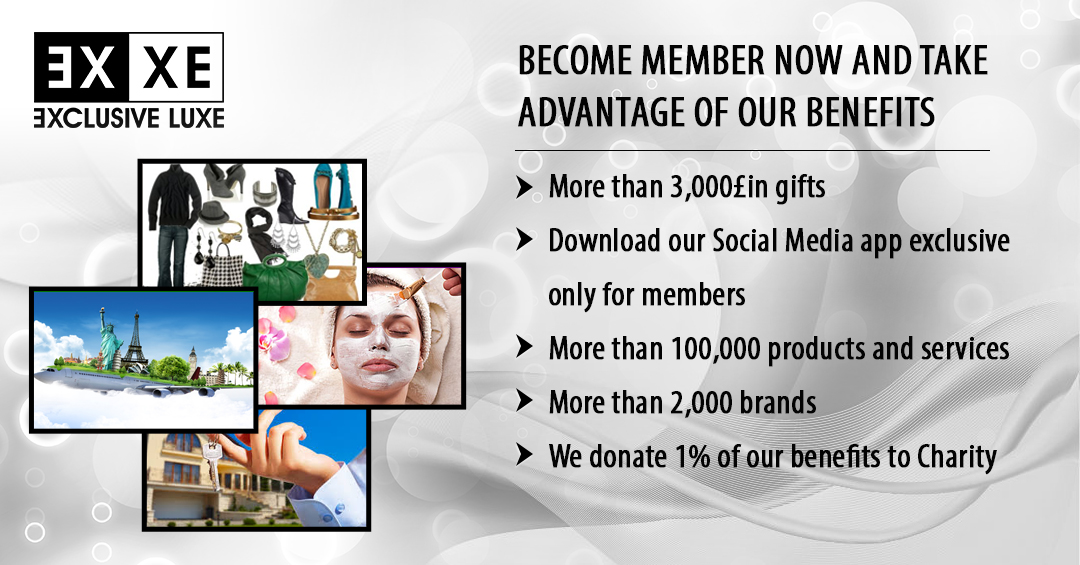 EX XE
EXCLUSIVE LUXE
BECOME MEMBER NOW AND TAKE
ADVANTAGE OF OUR BENEFITS
More than 3,000£in gifts
Download our Social Media app exclusive
only for members
More than 100,000 products and services
More than 2,000 brands
We donate 1% of our benefits to Charity